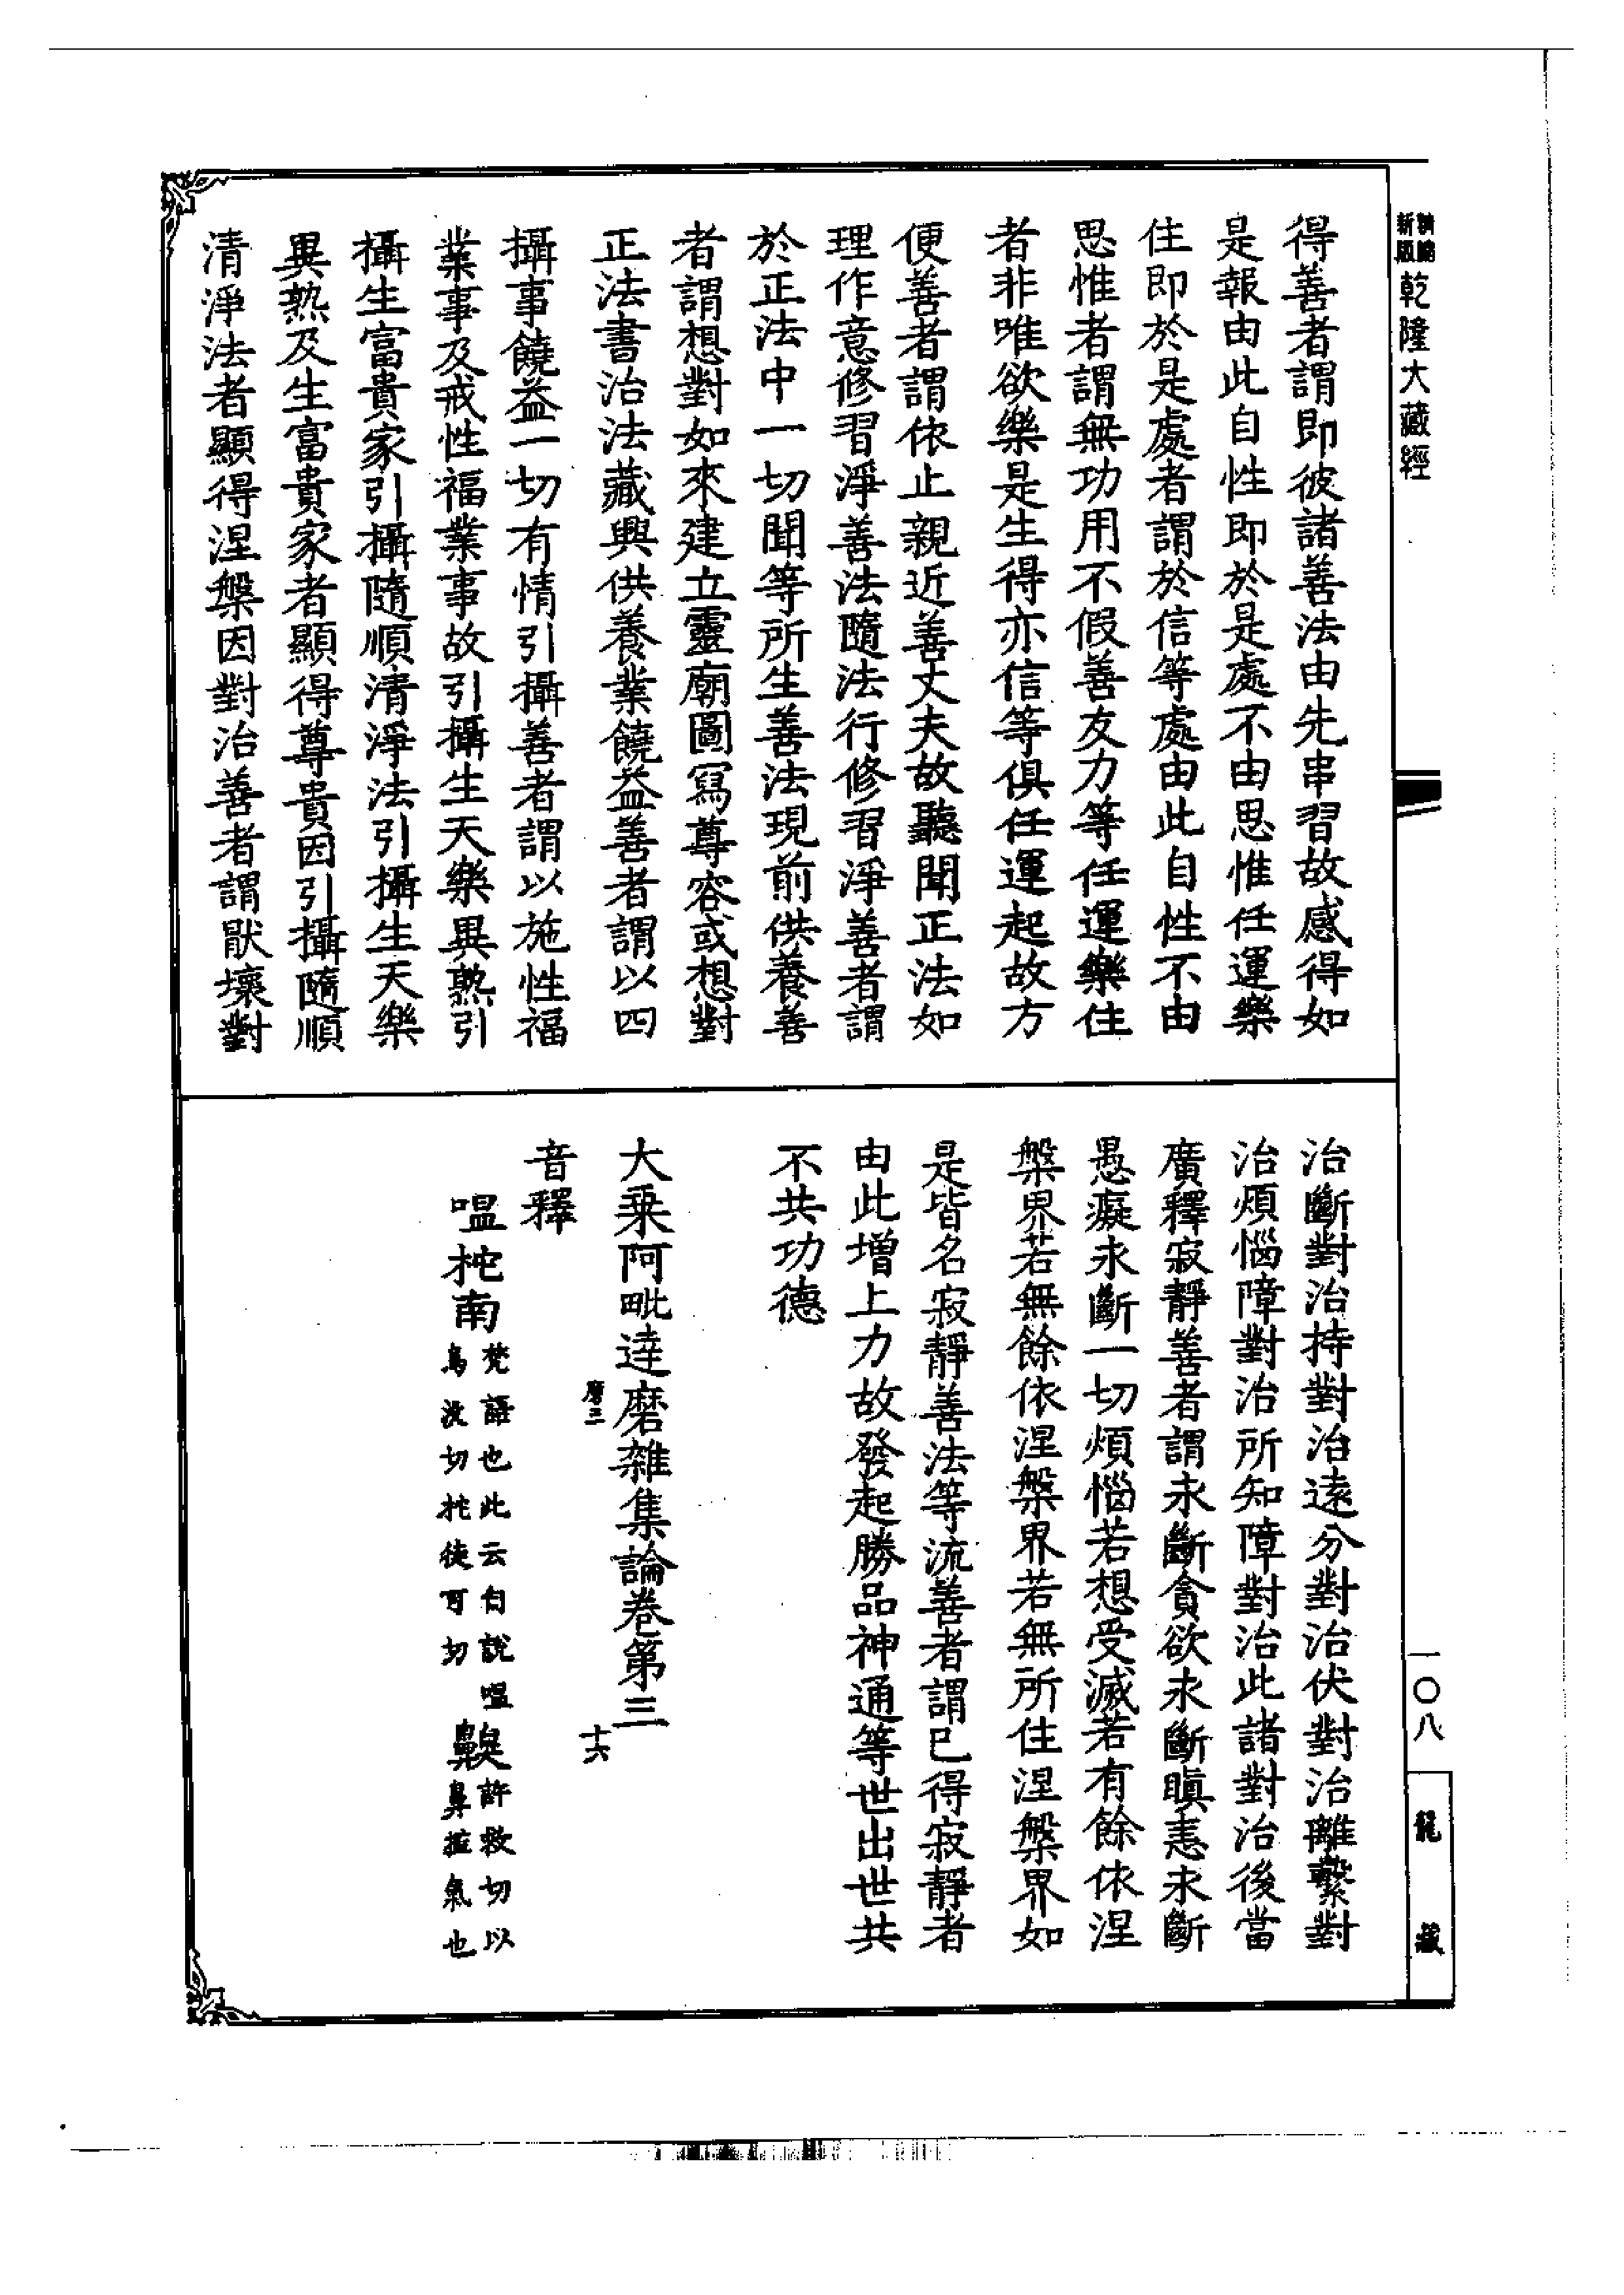 新編縮版
乾隆大藏經
得善者謂即彼諸善法由先串習故感得如
是報由此自性即於是處不由思惟任運樂
住即於是處者謂於信等處由此自性不由
思惟者謂無功用不假善友力等任運樂住
者非唯欲樂是生得亦信等俱任運起故方
便善者謂依止親近善丈夫故聽聞正法如
理作意修習淨善法隨法行修習淨善者謂
於正法中一切聞等所生善法現前供養善
者謂想對如來建立靈廟圖寫尊容或想對
正法書治法藏興供養業饒益善者謂以四
攝事饒益一切有情引攝善者謂以施性福
業事及戒性福業事故引攝生天樂異熟引
攝生富貴家引攝隨順清淨法引攝生天樂
異熟及生富貴家者顯得尊貴因引攝隨順
清淨法者顯得涅槃因對治善者謂猒壞對
治斷對治持對治遠分對治伏對治離繫對
治煩惱障對治所知障對治此諸對治後當
廣釋寂靜善者謂永斷貪欲永斷瞋恚永斷
愚癡永斷一切煩惱若想受滅若有餘依涅
槃界若無餘依涅槃界若無所住涅槃界如
是皆名寂靜善法等流善者謂已得寂靜者
由此增上力故發起勝品神通等世出世共
不共功德
大乘阿毗達磨雜集論卷第三
磨三
十六
音釋
嗢柁南 梵語也此云自說嗢
烏沒切柁徒可切
齅 許救切以
鼻搵氣也
一〇八
龍藏